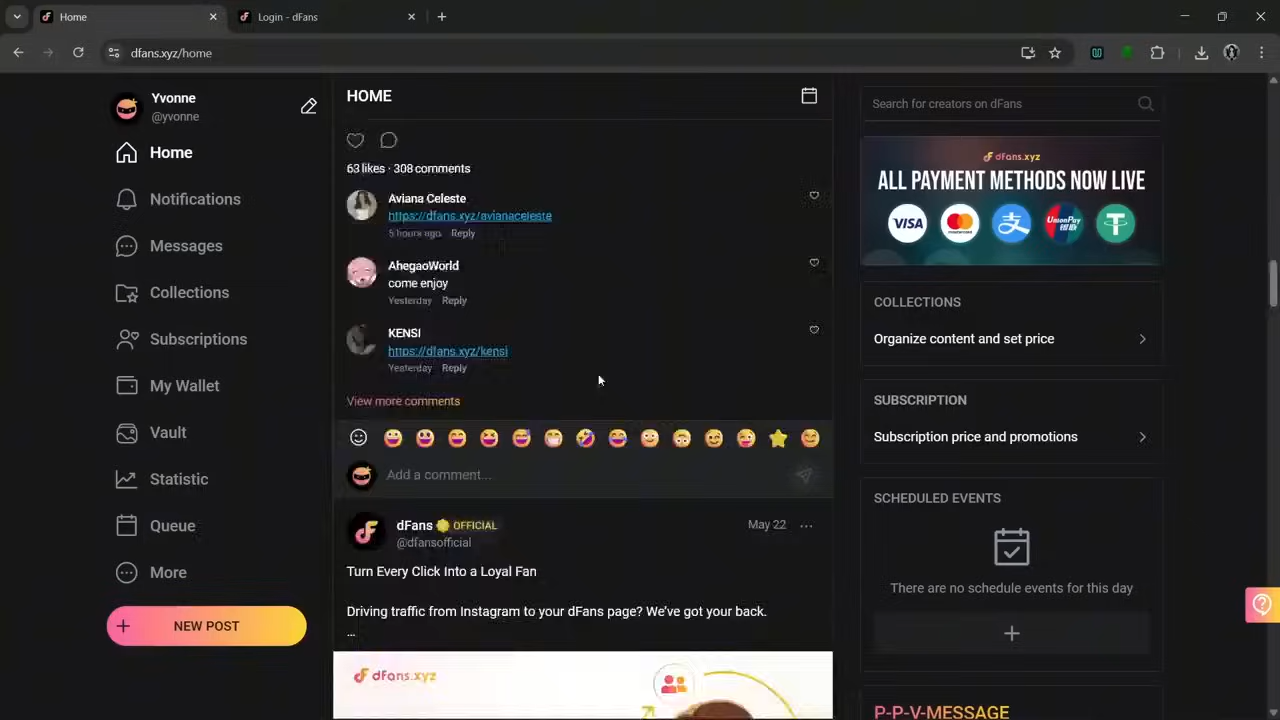 Home
Login - dFans
dfans.xyz/home
Yvonne
@yvonne
Home
Notifications
Messages
Collections
Subscriptions
My Wallet
Vault
Statistic
Queue
More
NEW POST
HOME
63 likes · 308 comments
Aviana Celeste
https://dfans.xyz/avianaceleste
5 hours ago Reply
AhegaoWorld
come enjoy
Yesterday Reply
KENSI
https://dfans.xyz/kensi
Yesterday Reply
View more comments
Add a comment...
dFans OFFICIAL
May 22
@dfansofficial
Turn Every Click Into a Loyal Fan
Driving traffic from Instagram to your dFans page? We've got your back.
...
dFans.xyz
Search for creators on dFans
dFans.xyz
ALL PAYMENT METHODS NOW LIVE
VISA
UnionPay
银联
COLLECTIONS
Organize content and set price
SUBSCRIPTION
Subscription price and promotions
SCHEDULED EVENTS
There are no schedule events for this day
P-P-V-MESSAGE